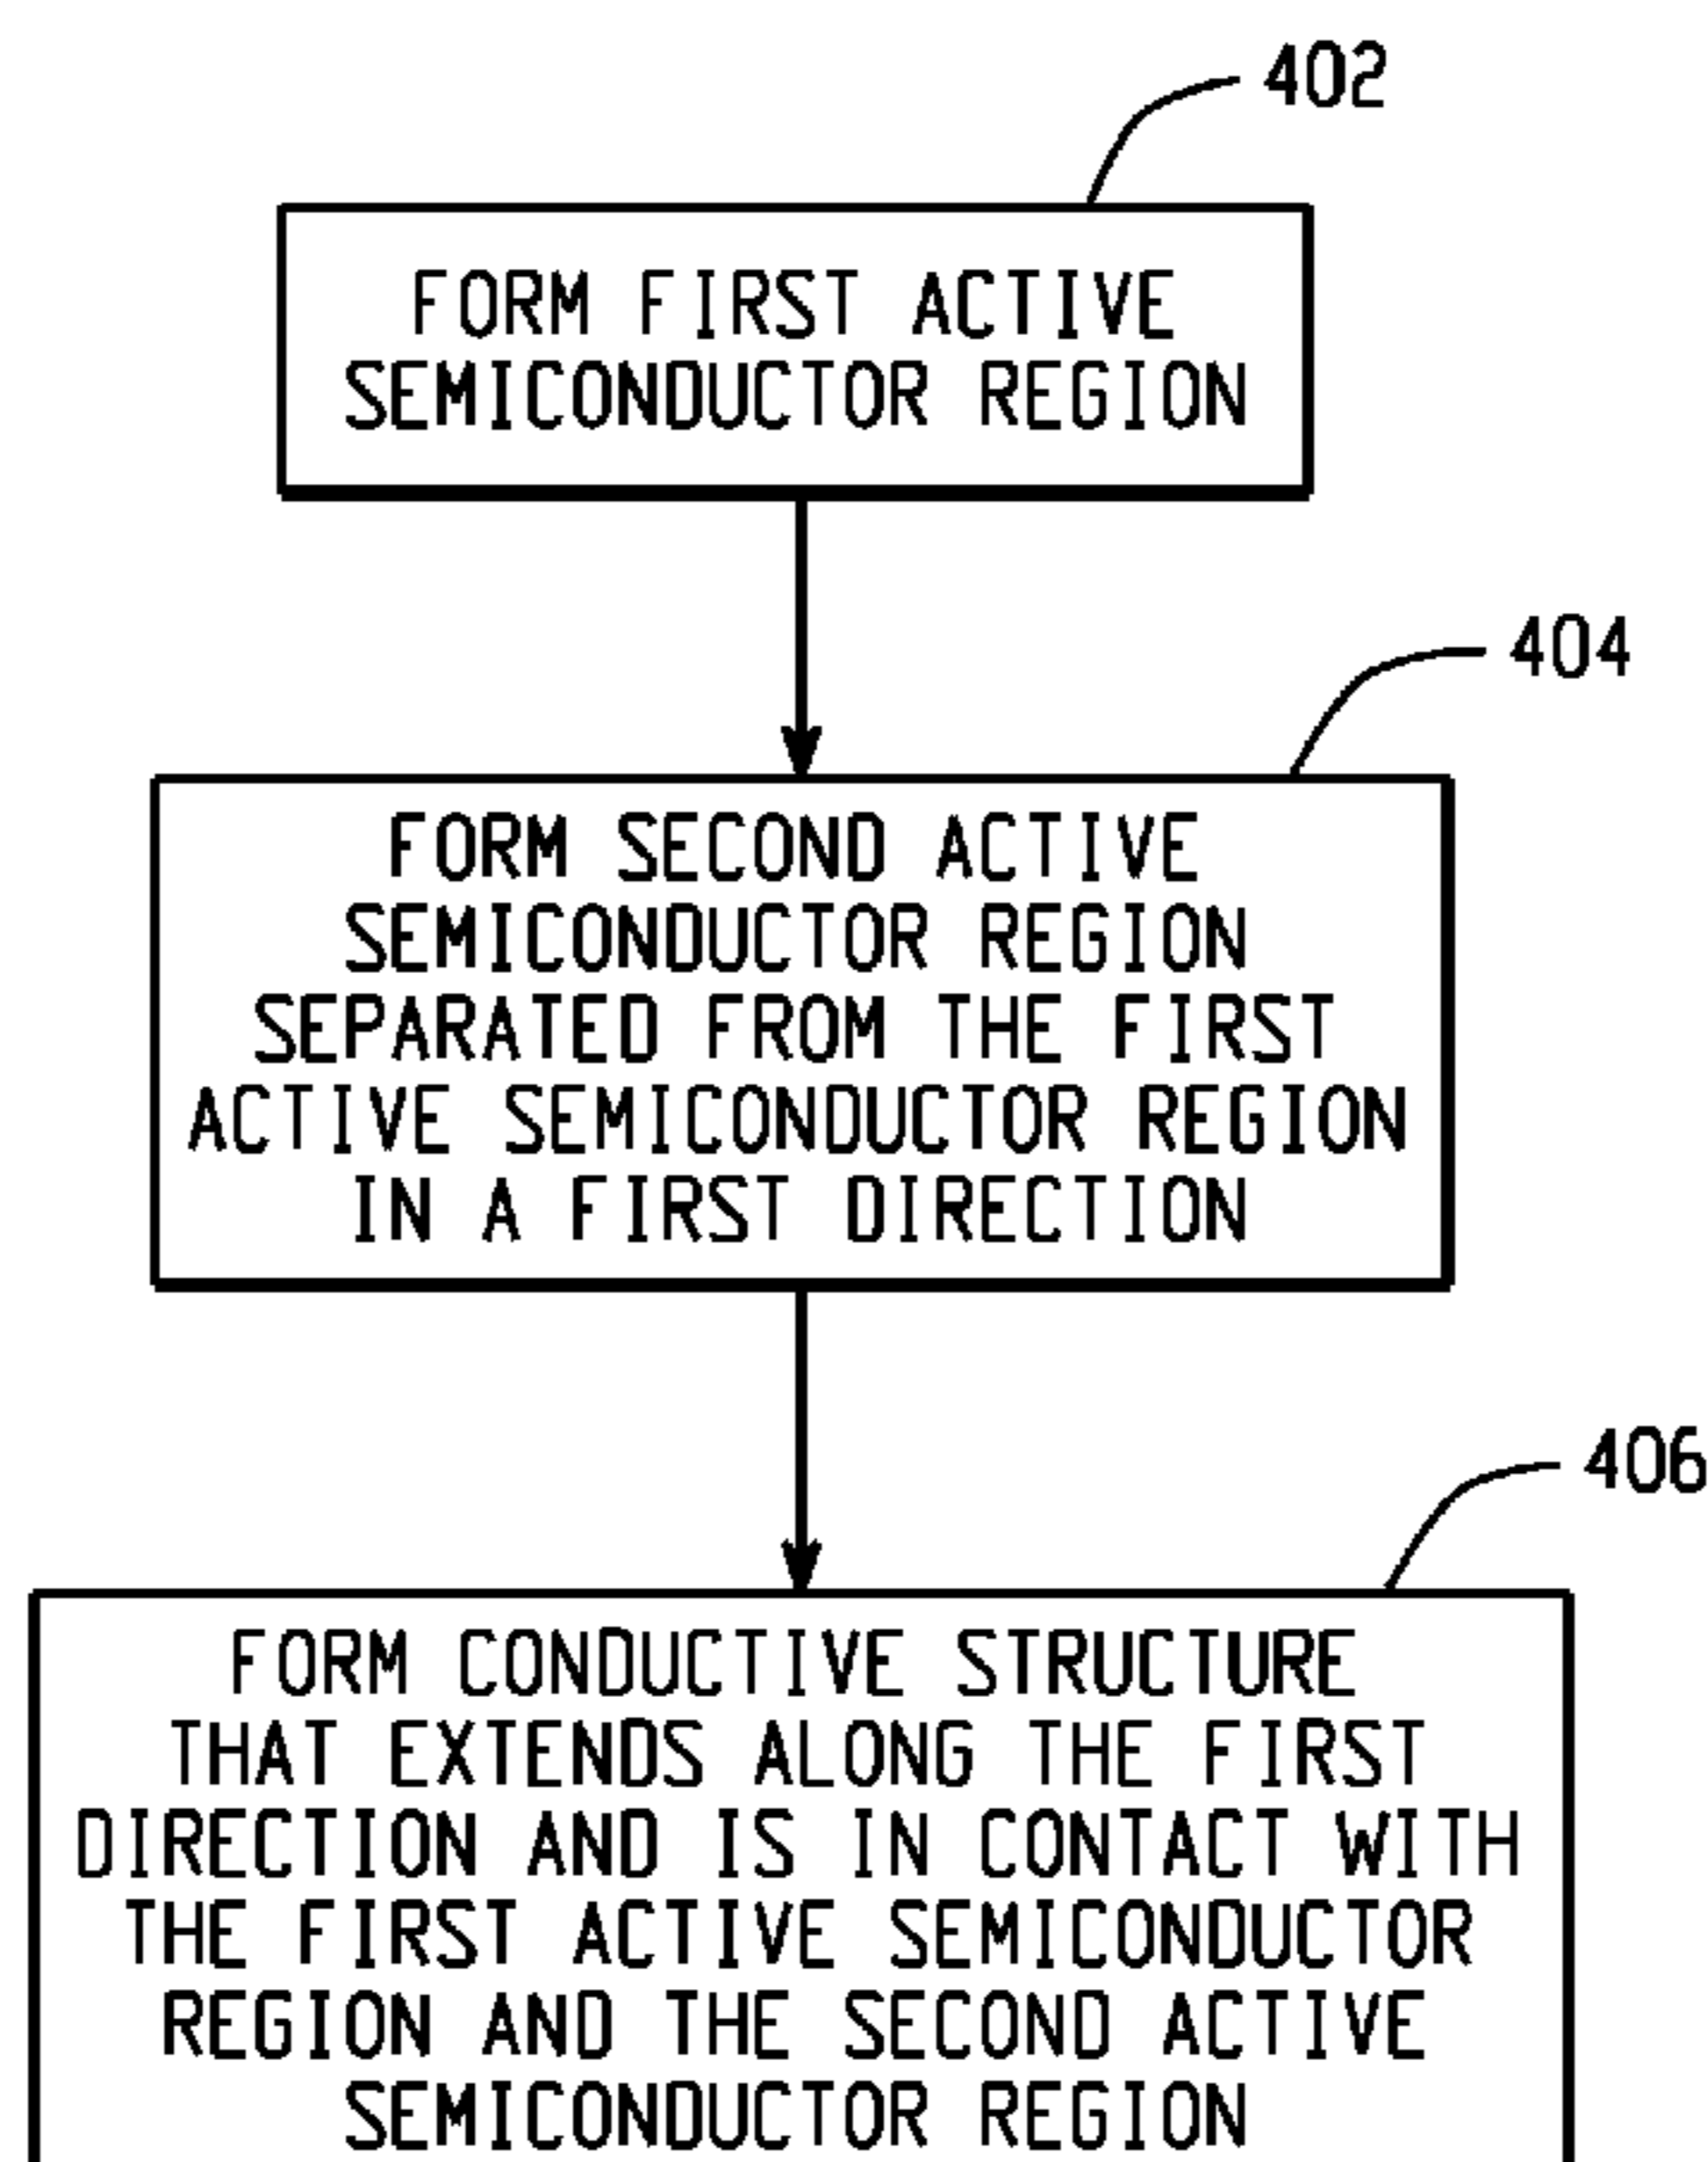 402
FORM FIRST ACTIVE
SEMICONDUCTOR REGION
404
FORM SECOND ACTIVE
SEMICONDUCTOR REGION
SEPARATED FROM THE FIRST
ACTIVE SEMICONDUCTOR REGION
IN A FIRST DIRECTION
406
FORM CONDUCTIVE STRUCTURE
THAT EXTENDS ALONG THE FIRST
DIRECTION AND IS IN CONTACT WITH
THE FIRST ACTIVE SEMICONDUCTOR
REGION AND THE SECOND ACTIVE
SEMICONDUCTOR REGION